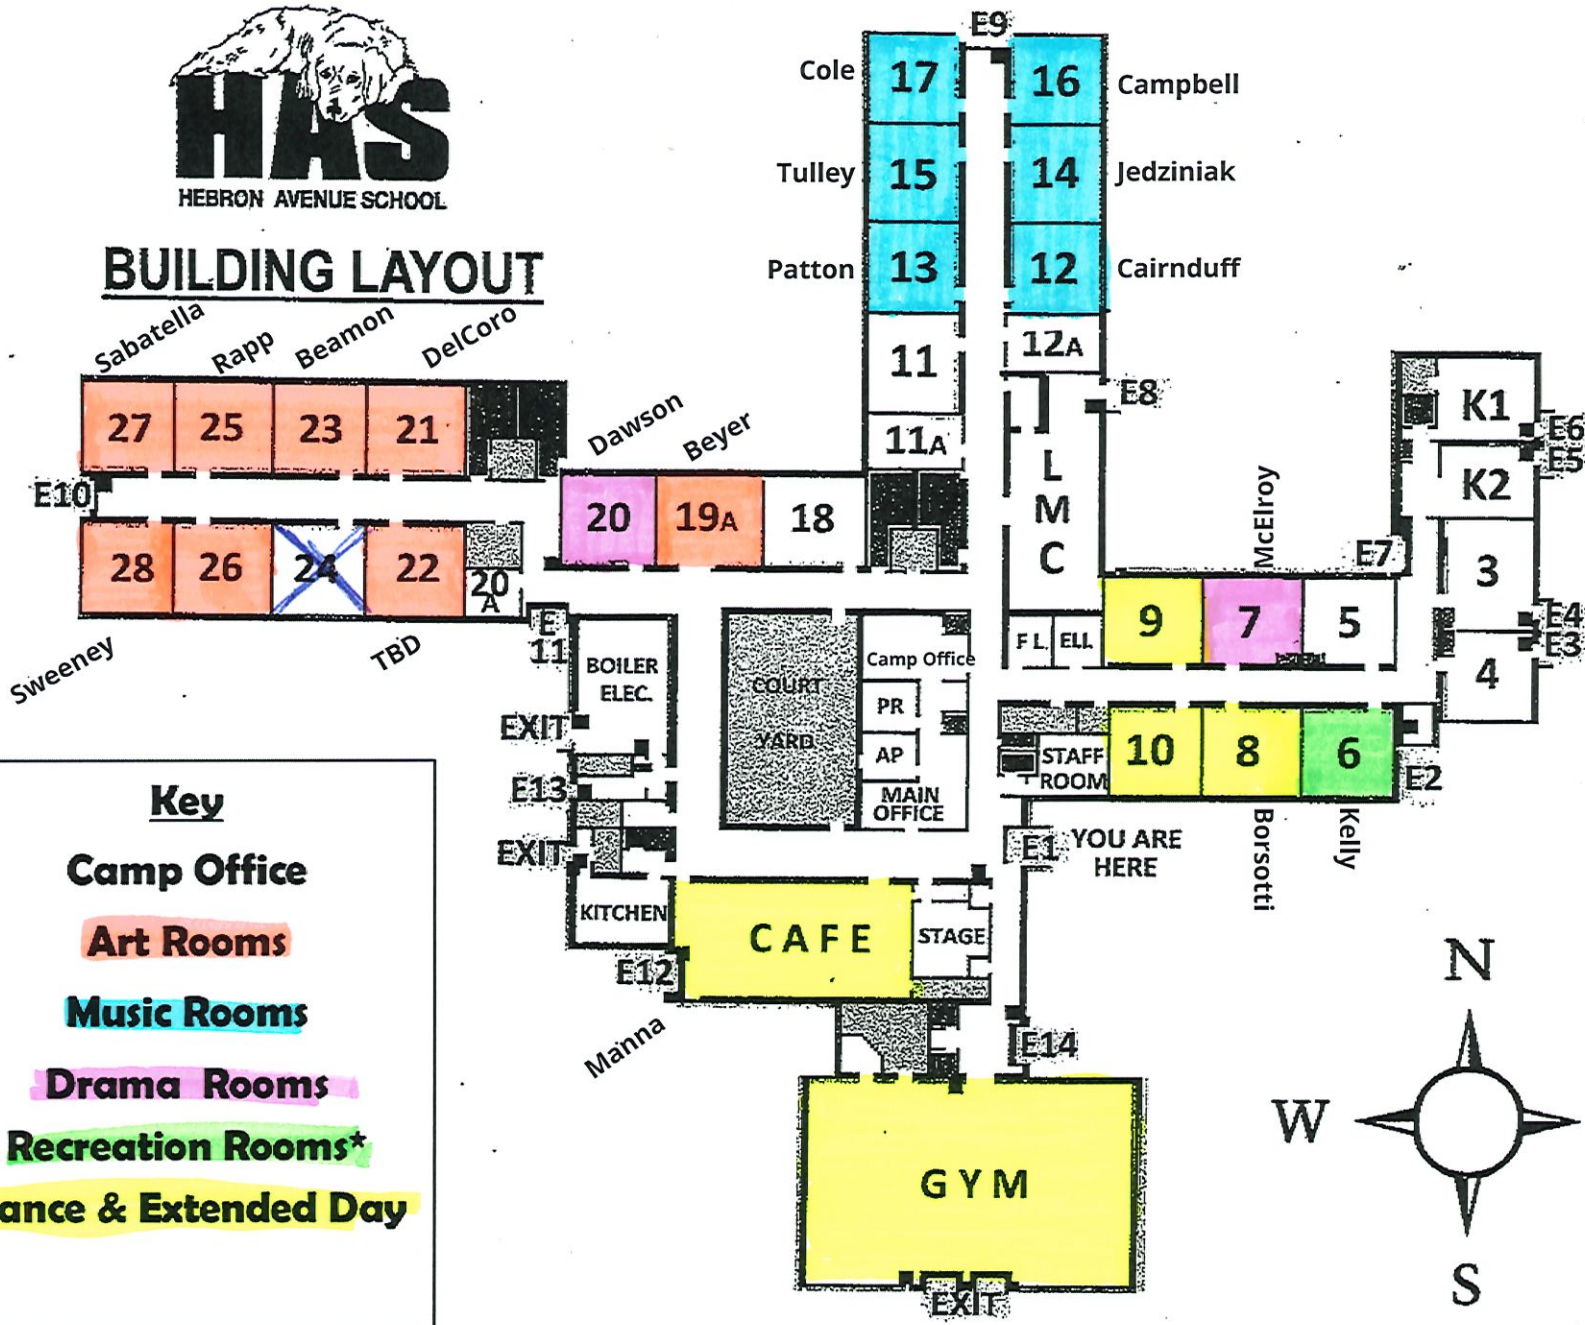 HAS
HEBRON AVENUE SCHOOL
BUILDING LAYOUT
E9
Cole
17
16
Campbell
Tulley
15
14
Jedziniak
Patton
13
12
Cairnduff
11
12A
11A
E8
LMC
Sabatella
Rapp
Beamon
DelCoro
27
25
23
21
E10
28
26
24
22
20A
Sweeney
TBD
Dawson
Beyer
20
19A
18
K1
E6
E5
K2
E7
3
E4
E3
4
McElroy
9
7
5
F L.
ELL
10
8
6
E2
STAFF
ROOM
Borsotti
Kelly
E
11
BOILER
ELEC.
EXIT
E13
EXIT
KITCHEN
E12
COURT
YARD
Camp Office
PR
AP
MAIN
OFFICE
E1
YOU ARE
HERE
CAFE
STAGE
Manna
E14
GYM
EXIT
Key
Camp Office
Art Rooms
Music Rooms
Drama Rooms
Recreation Rooms*
ance & Extended Day
N
W
S